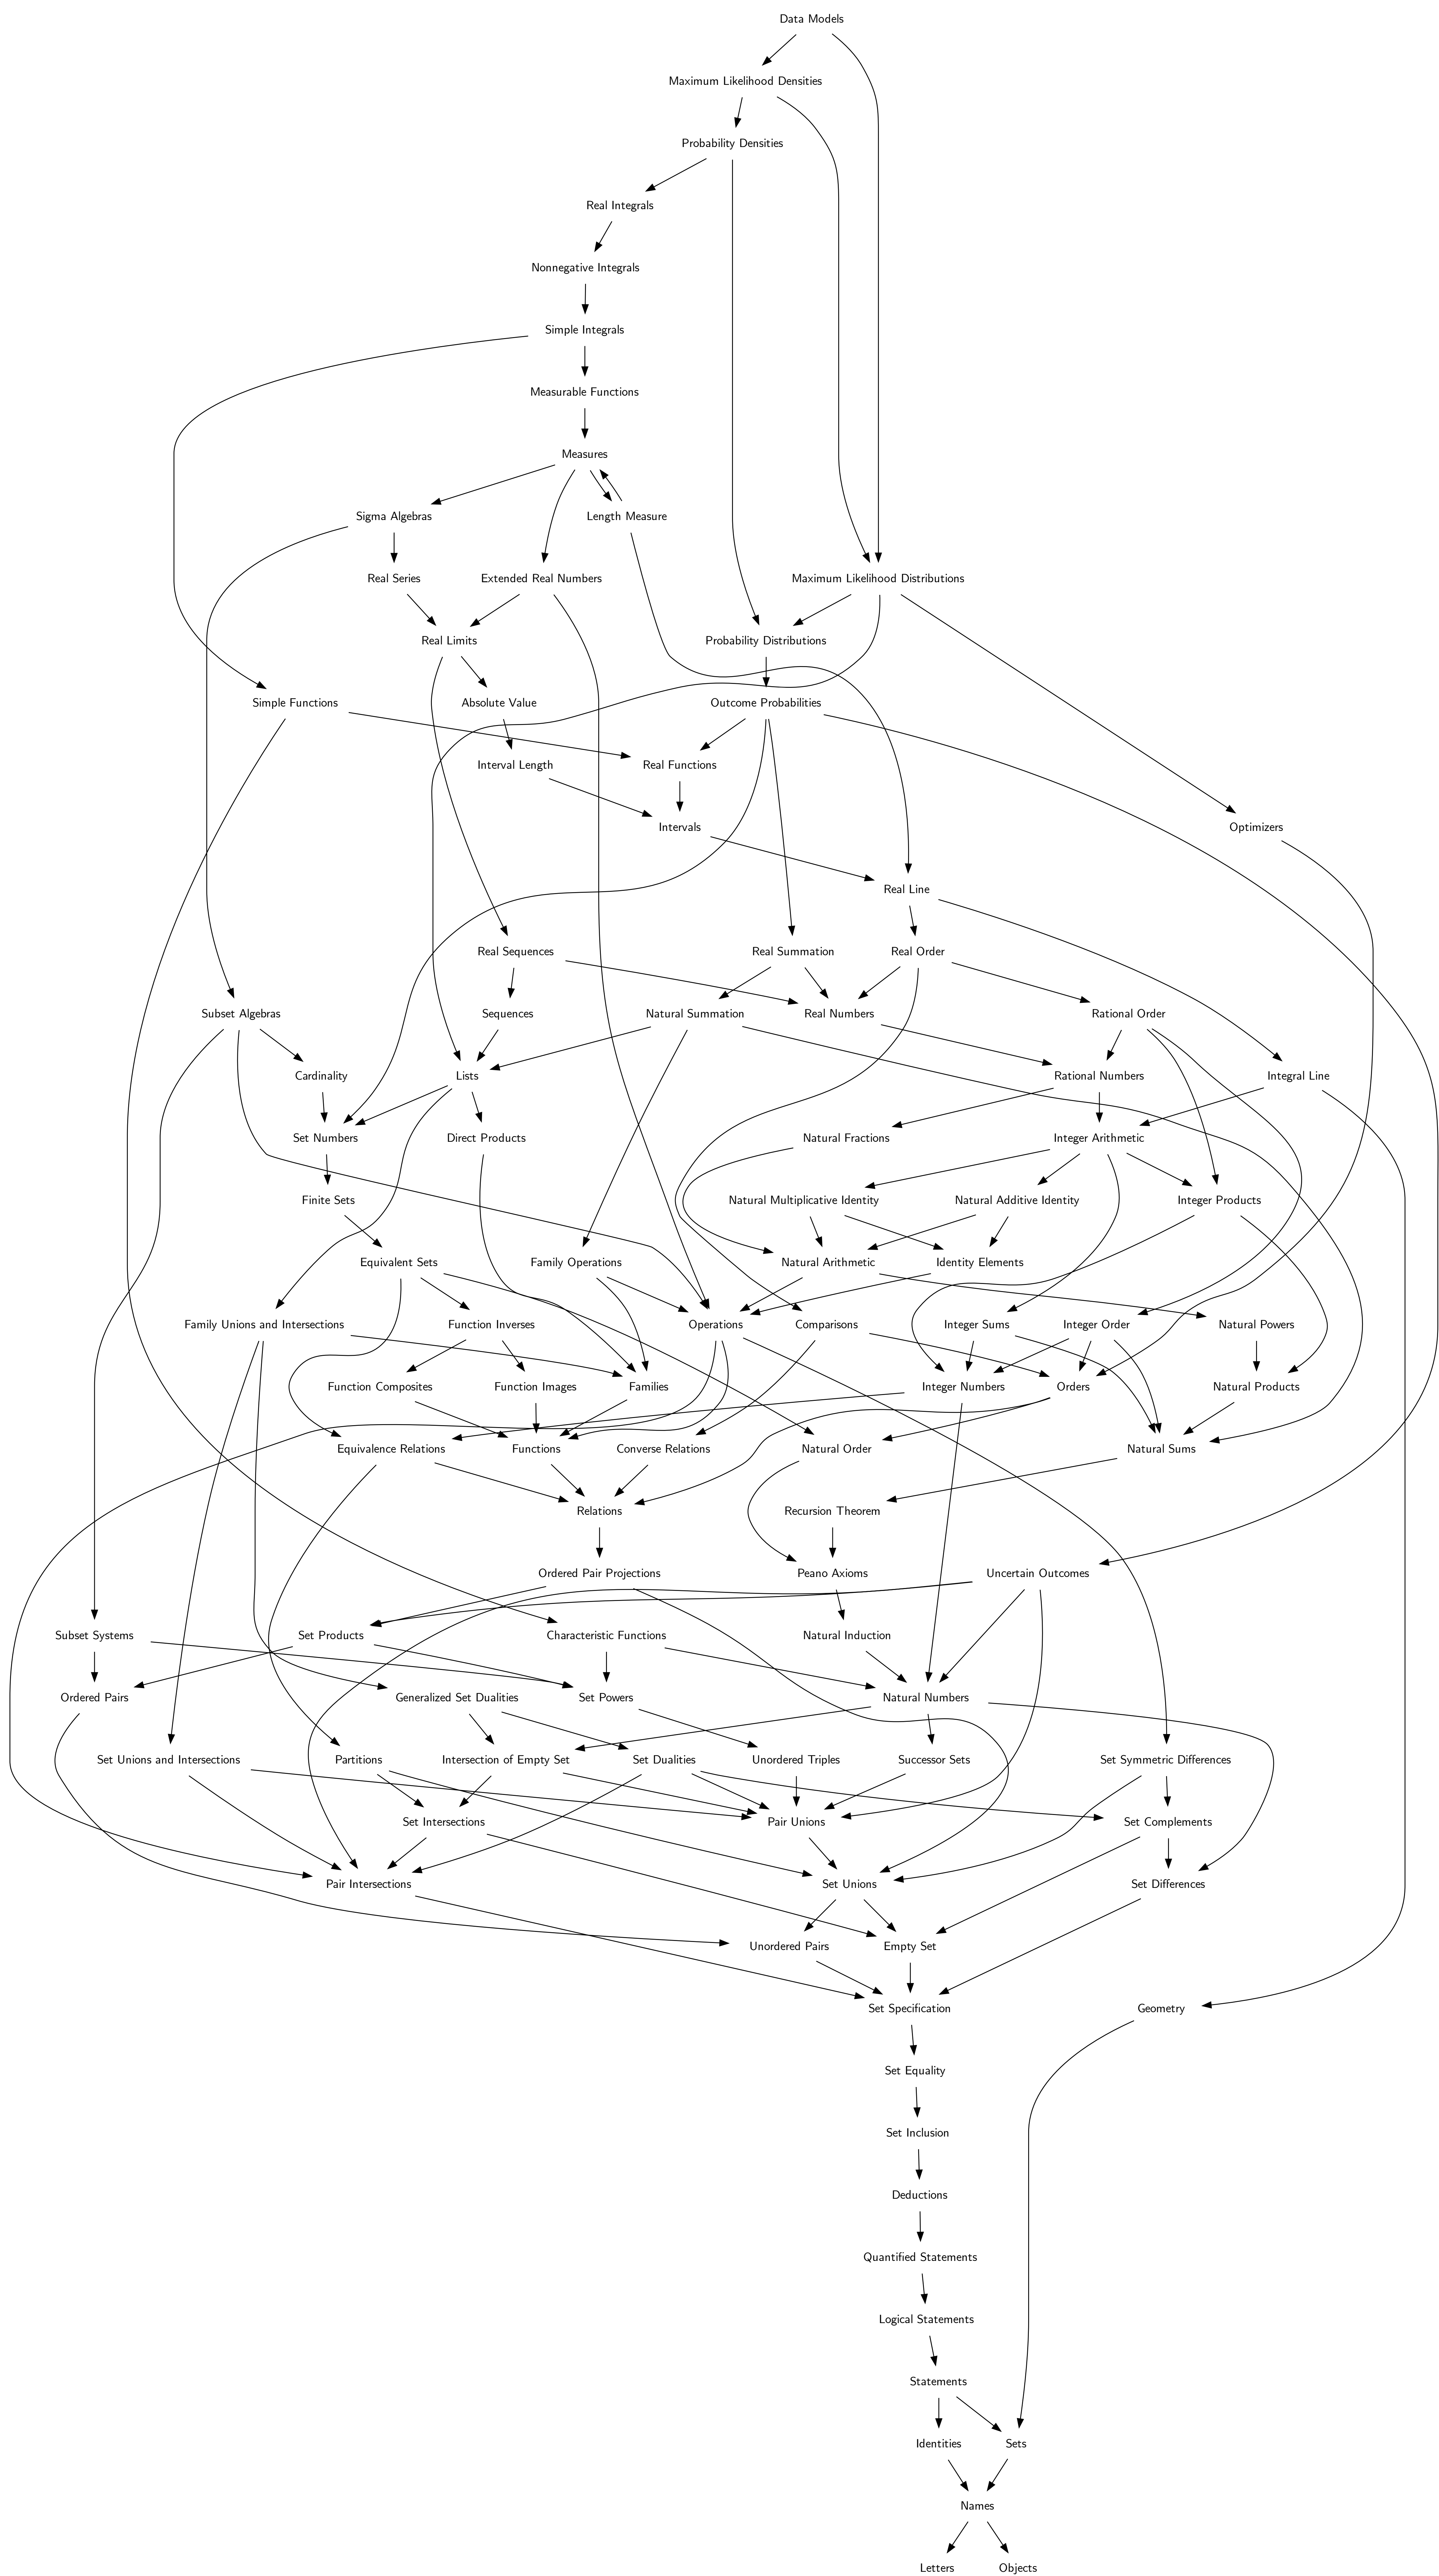 Data Models
Maximum Likelihood Densities
Probability Densities
Real Integrals
Nonnegative Integrals
Simple Integrals
Measurable Functions
Measures
Sigma Algebras
Length Measure
Real Series
Extended Real Numbers
Maximum Likelihood Distributions
Real Limits
Probability Distributions
Simple Functions
Absolute Value
Outcome Probabilities
Interval Length
Real Functions
Intervals
Optimizers
Real Line
Real Sequences
Real Summation
Real Order
Subset Algebras
Sequences
Natural Summation
Real Numbers
Rational Order
Cardinality
Lists
Rational Numbers
Integral Line
Set Numbers
Direct Products
Natural Fractions
Integer Arithmetic
Finite Sets
Natural Multiplicative Identity
Natural Additive Identity
Integer Products
Equivalent Sets
Family Operations
Natural Arithmetic
Identity Elements
Family Unions and Intersections
Function Inverses
Operations
Comparisons
Integer Sums
Integer Order
Natural Powers
Function Composites
Function Images
Families
Integer Numbers
Orders
Natural Products
Equivalence Relations
Functions
Converse Relations
Natural Order
Natural Sums
Relations
Recursion Theorem
Ordered Pair Projections
Peano Axioms
Uncertain Outcomes
Subset Systems
Set Products
Characteristic Functions
Natural Induction
Ordered Pairs
Generalized Set Dualities
Set Powers
Natural Numbers
Set Unions and Intersections
Partitions
Intersection of Empty Set
Set Dualities
Unordered Triples
Successor Sets
Set Symmetric Differences
Set Intersections
Pair Unions
Set Complements
Pair Intersections
Set Unions
Set Differences
Unordered Pairs
Empty Set
Set Specification
Geometry
Set Equality
Set Inclusion
Deductions
Quantified Statements
Logical Statements
Statements
Identities
Sets
Names
Letters
Objects